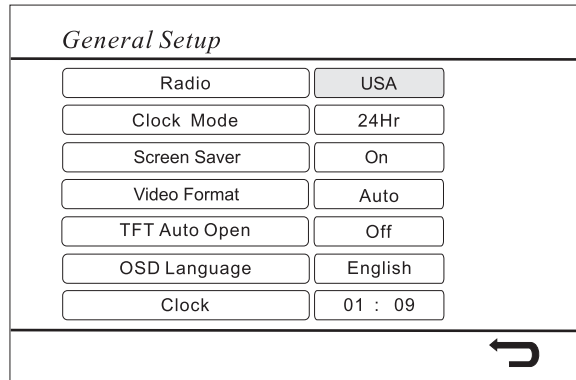 General Setup
Radio USA
Clock Mode 24Hr
Screen Saver On
Video Format Auto
TFT Auto Open Off
OSD Language English
Clock 01 : 09